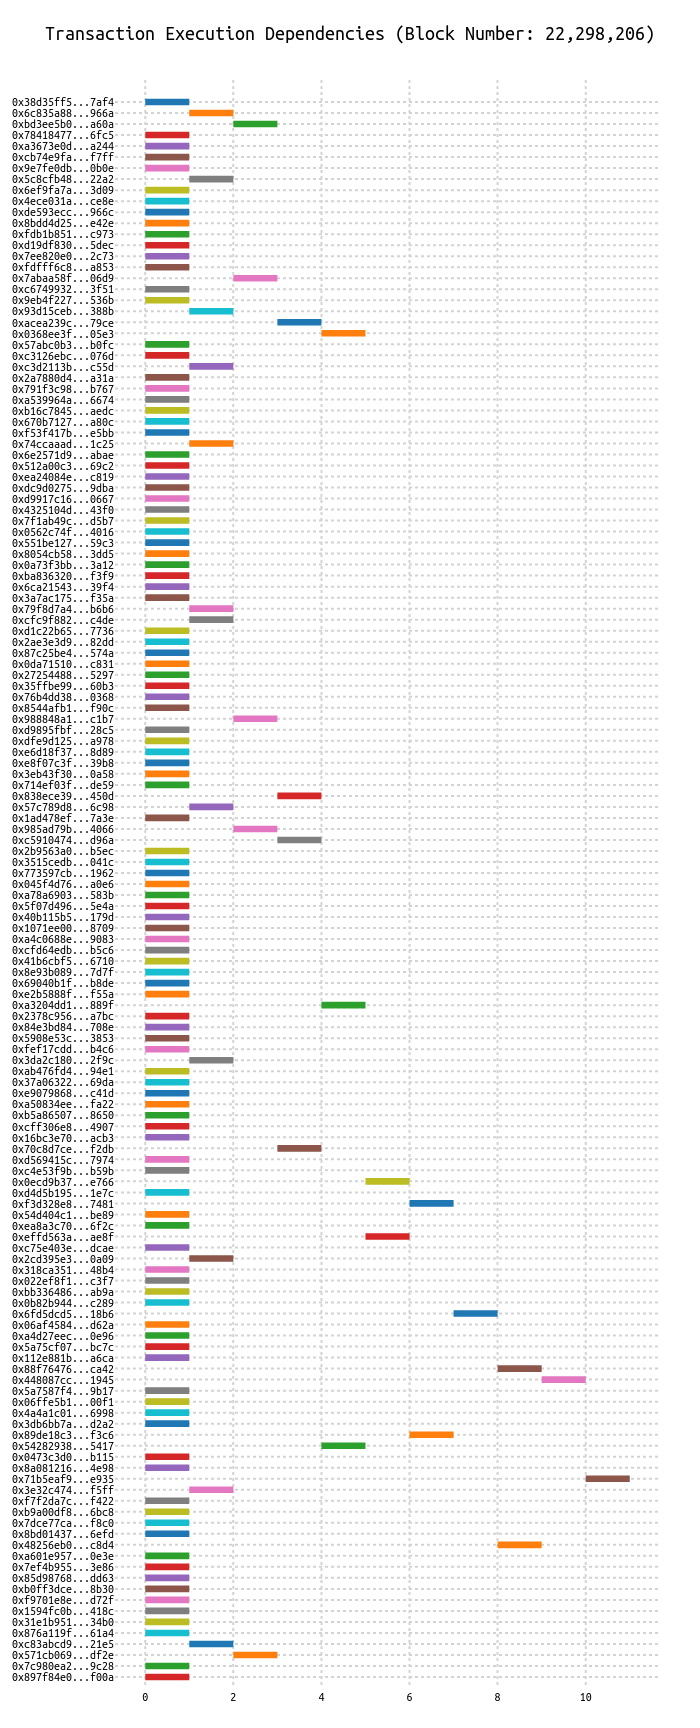 Transaction Execution Dependencies (Block Number: 22,298,206)
0x38d35ff5...7af4
0x6c835a88...966a
0xbd3ee5b0...a60a
0x78418477...6fc5
0xa3673e0d...a244
0xcb74e9fa...f7ff
0x9e7fe0db...0b0e
0x5c8cfb48...22a2
0x6ef9fa7a...3d09
0x4ece031a...ce8e
0xde593ecc...966c
0x8bdd4d25...e42e
0xfdb1b851...c973
0xd19df830...5dec
0x7ee820e0...2c73
0xfdfff6c8...a853
0x7abaa58f...06d9
0xc6749932...3f51
0x9eb4f227...536b
0x93d15ceb...388b
0xacea239c...79ce
0x0368ee3f...05e3
0x57abc0b3...b0fc
0xc3126ebc...076d
0xc3d2113b...c55d
0x2a7880d4...a31a
0x791f3c98...b767
0xa539964a...6674
0xb16c7845...aedc
0x670b7127...a80c
0xf53f417b...e5bb
0x74ccaaad...1c25
0x6e2571d9...abae
0x512a00c3...69c2
0xea24084e...c819
0xdc9d0275...9dba
0xd9917c16...0667
0x4325104d...43f0
0x7f1ab49c...d5b7
0x0562c74f...4016
0x551be127...59c3
0x8054cb58...3dd5
0x0a73f3bb...3a12
0xba836320...f3f9
0x6ca21543...39f4
0x3a7ac175...f35a
0x79f8d7a4...b6b6
0xcfc9f882...c4de
0xd1c22b65...7736
0x2ae3e3d9...82dd
0x87c25be4...574a
0x0da71510...c831
0x27254488...5297
0x35ffbe99...60b3
0x76b4dd38...0368
0x8544afb1...f90c
0x988848a1...c1b7
0xd9895fbf...28c5
0xdfe9d125...a978
0xe6d18f37...8d89
0xe8f07c3f...39b8
0x3eb43f30...0a58
0x714ef03f...de59
0x838ece39...450d
0x57c789d8...6c98
0x1ad478ef...7a3e
0x985ad79b...4066
0xc5910474...d96a
0x2b9563a0...b5ec
0x3515cedb...041c
0x773597cb...1962
0x045f4d76...a0e6
0xa78a6903...583b
0x5f07d496...5e4a
0x40b115b5...179d
0x1071ee00...8709
0xa4c0688e...9083
0xcfd64edb...b5c6
0x41b6cbf5...6710
0x8e93b089...7d7f
0x69040b1f...b8de
0xe2b5888f...f55a
0xa3204dd1...889f
0x2378c956...a7bc
0x84e3bd84...708e
0x5908e53c...3853
0xfef17cdd...b4c6
0x3da2c180...2f9c
0xab476fd4...94e1
0x37a06322...69da
0xe9079868...c41d
0xa50834ee...fa22
0xb5a86507...8650
0xcff306e8...4907
0x16bc3e70...acb3
0x70c8d7ce...f2db
0xd569415c...7974
0xc4e53f9b...b59b
0x0ecd9b37...e766
0xd4d5b195...1e7c
0xf3d328e8...7481
0x54d404c1...be89
0xea8a3c70...6f2c
0xeffd563a...ae8f
0xc75e403e...dcae
0x2cd395e3...0a09
0x318ca351...48b4
0x022ef8f1...c3f7
0xbb336486...ab9a
0x0b82b944...c289
0x6fd5dcd5...18b6
0x06af4584...d62a
0xa4d27eec...0e96
0x5a75cf07...bc7c
0x112e881b...a6ca
0x88f76476...ca42
0x448087cc...1945
0x5a7587f4...9b17
0x06ffe5b1...00f1
0x4a4a1c01...6998
0x3db6bb7a...d2a2
0x89de18c3...f3c6
0x54282938...5417
0x0473c3d0...b115
0x8a081216...4e98
0x71b5eaf9...e935
0x3e32c474...f5ff
0xf7f2da7c...f422
0xb9a00df8...6bc8
0x7dce77ca...f8c0
0x8bd01437...6efd
0x48256eb0...c8d4
0xa601e957...0e3e
0x7ef4b955...3e86
0x85d98768...dd63
0xb0ff3dce...8b30
0xf9701e8e...d72f
0x1594fc0b...418c
0x31e1b951...34b0
0x876a119f...61a4
0xc83abcd9...21e5
0x571cb069...df2e
0x7c980ea2...9c28
0x897f84e0...f00a
0 2 4 6 8 10